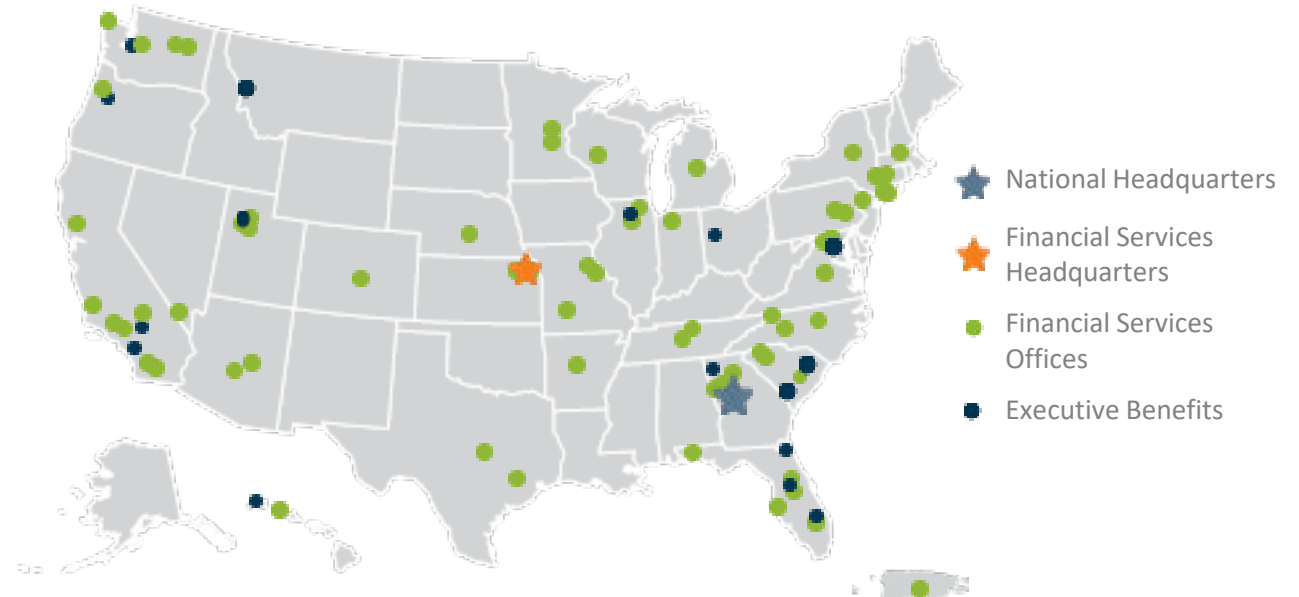 National Headquarters
Financial Services
Headquarters
Financial Services
Offices
Executive Benefits